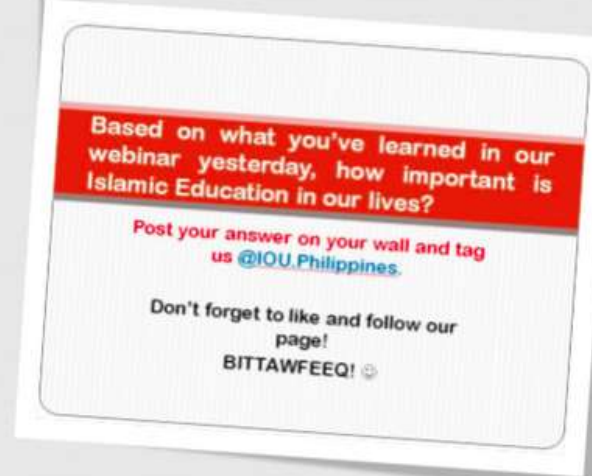 Based on what you've learned in our
webinar yesterday, how important is
Islamic Education in our lives?
Post your answer on your wall and tag
us @IOU.Philippines.
Don't forget to like and follow our
page!
BITTAWFEEQ! ☺